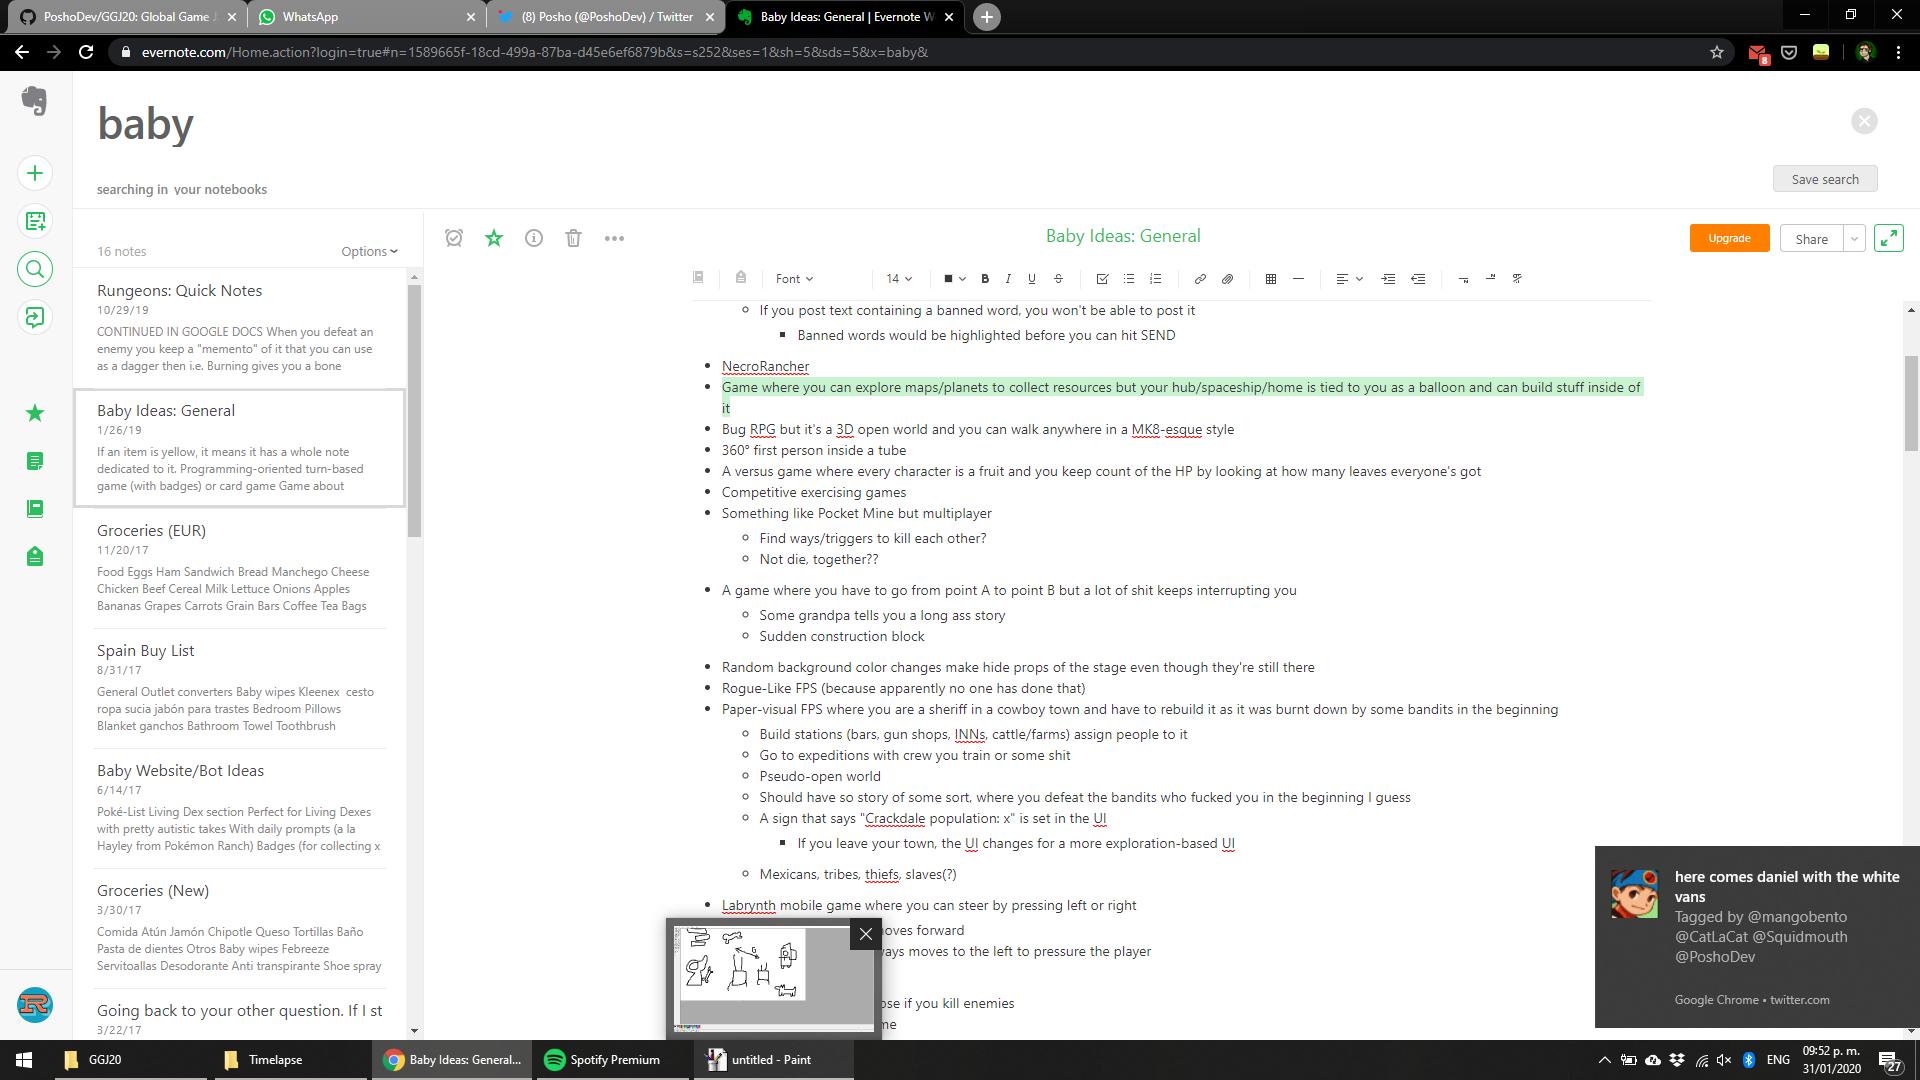 PoshoDev/GGJ20: Global Game J
WhatsApp
(8) Posho (@PoshoDev) / Twitter
Baby Ideas: General | Evernote W
evernote.com/Home.action?login=true#n=1589665f-18cd-499a-87ba-d45e6ef6879b&s=s252&ses=1&sh=5&sds=5&x=baby&
8
baby
searching in your notebooks
Save search
16 notes
Options
Rungeons: Quick Notes
10/29/19
CONTINUED IN GOOGLE DOCS When you defeat an
enemy you keep a "memento" of it that you can use
as a dagger then i.e. Burning gives you a bone
Baby Ideas: General
1/26/19
If an item is yellow, it means it has a whole note
dedicated to it. Programming-oriented turn-based
game (with badges) or card game Game about
Groceries (EUR)
11/20/17
Food Eggs Ham Sandwich Bread Manchego Cheese
Chicken Beef Cereal Milk Lettuce Onions Apples
Bananas Grapes Carrots Grain Bars Coffee Tea Bags
Spain Buy List
8/31/17
General Outlet converters Baby wipes Kleenex cesto
ropa sucia jabón para trastes Bedroom Pillows
Blanket ganchos Bathroom Towel Toothbrush
Baby Website/Bot Ideas
6/14/17
Poké-List Living Dex section Perfect for Living Dexes
with pretty autistic takes With daily prompts (a la
Hayley from Pokémon Ranch) Badges (for collecting x
Groceries (New)
3/30/17
Comida Atún Jamón Chipotle Queso Tortillas Baño
Pasta de dientes Otros Baby wipes Febreeze
Servitoallas Desodorante Anti transpirante Shoe spray
Going back to your other question. If I st
3/22/17
Baby Ideas: General
Upgrade
Share
Font
14
B I U S
If you post text containing a banned word, you won't be able to post it
Banned words would be highlighted before you can hit SEND
NecroRancher
Game where you can explore maps/planets to collect resources but your hub/spaceship/home is tied to you as a balloon and can build stuff inside of
it
Bug RPG but it's a 3D open world and you can walk anywhere in a MK8-esque style
360° first person inside a tube
A versus game where every character is a fruit and you keep count of the HP by looking at how many leaves everyone's got
Competitive exercising games
Something like Pocket Mine but multiplayer
Find ways/triggers to kill each other?
Not die, together??
A game where you have to go from point A to point B but a lot of shit keeps interrupting you
Some grandpa tells you a long ass story
Sudden construction block
Random background color changes make hide props of the stage even though they're still there
Rogue-Like FPS (because apparently no one has done that)
Paper-visual FPS where you are a sheriff in a cowboy town and have to rebuild it as it was burnt down by some bandits in the beginning
Build stations (bars, gun shops, INNs, cattle/farms) assign people to it
Go to expeditions with crew you train or some shit
Pseudo-open world
Should have so story of some sort, where you defeat the bandits who fucked you in the beginning I guess
A sign that says "Crackdale population: x" is set in the UI
If you leave your town, the UI changes for a more exploration-based UI
Mexicans, tribes, thiefs, slaves(?)
Labrynth mobile game where you can steer by pressing left or right
moves forward
ways moves to the left to pressure the player
ose if you kill enemies
me
here comes daniel with the white
vans
Tagged by @mangobento
@CatLaCat @Squidmouth
@PoshoDev
Google Chrome • twitter.com
GGJ20
Timelapse
Baby Ideas: General...
Spotify Premium
untitled - Paint
ENG
09:52 p. m.
31/01/2020
27